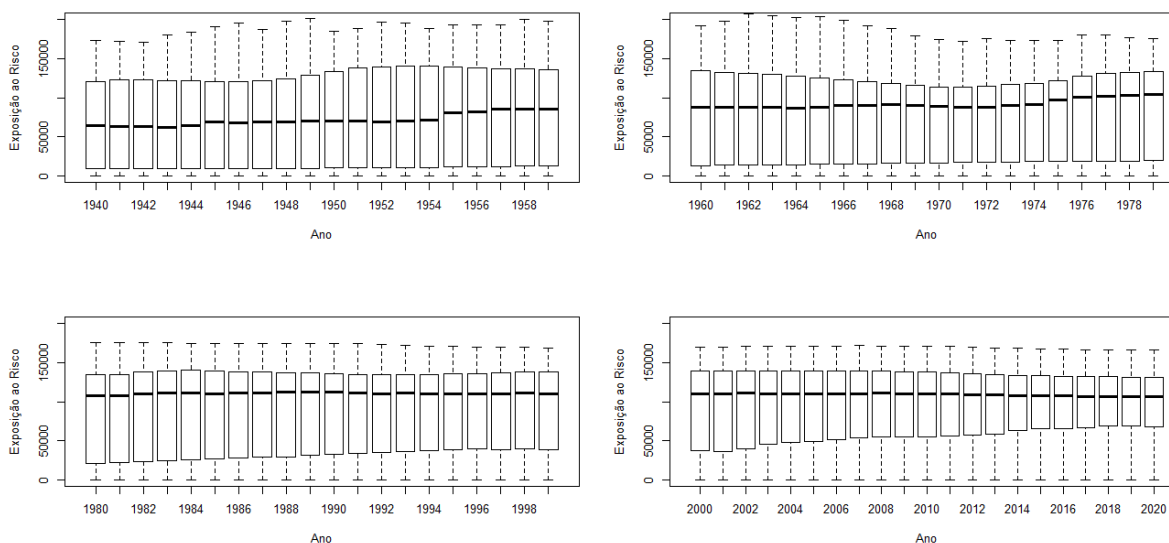 Exposição ao Risco
150000
50000
0
1940 1942 1944 1946 1948 1950 1952 1954 1956 1958
Ano
Exposição ao Risco
150000
50000
0
1960 1962 1964 1966 1968 1970 1972 1974 1976 1978
Ano
Exposição ao Risco
150000
50000
0
1980 1982 1984 1986 1988 1990 1992 1994 1996 1998
Ano
Exposição ao Risco
150000
50000
0
2000 2002 2004 2006 2008 2010 2012 2014 2016 2018 2020
Ano